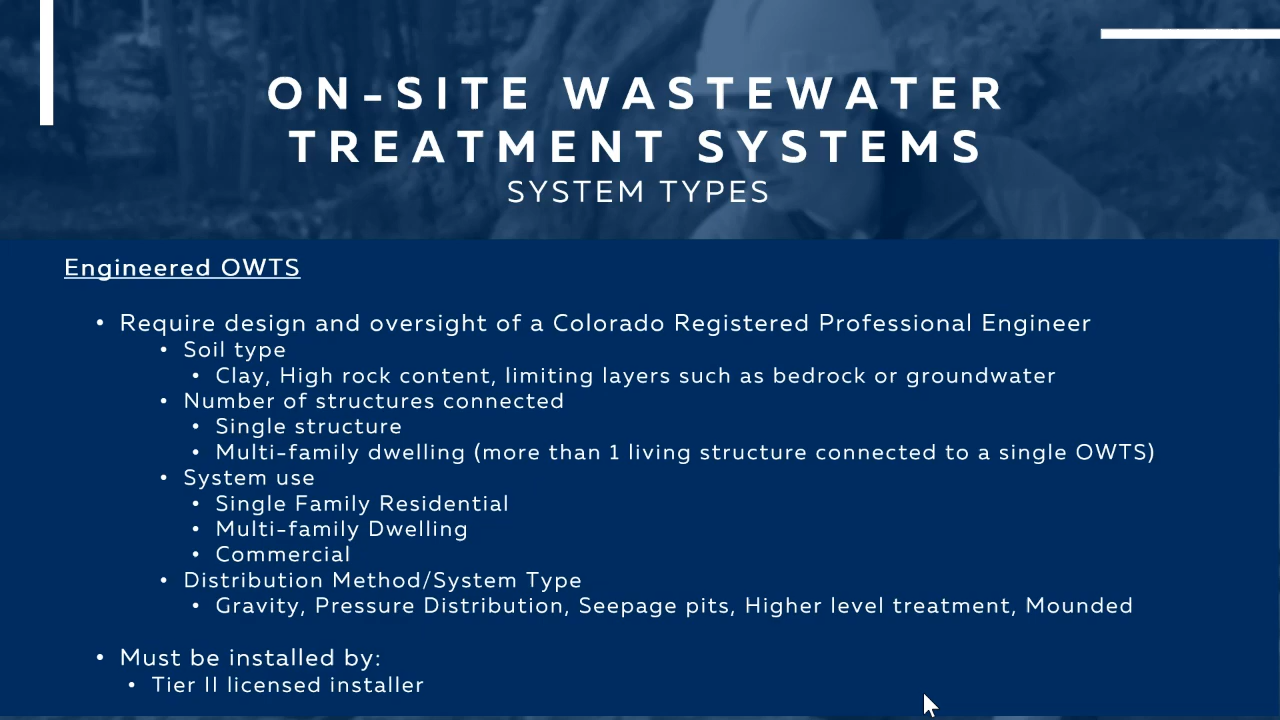 ON-SITE WASTEWATER
TREATMENT SYSTEMS
SYSTEM TYPES
Engineered OWTS
• Require design and oversight of a Colorado Registered Professional Engineer
• Soil type
• Clay, High rock content, limiting layers such as bedrock or groundwater
• Number of structures connected
• Single structure
• Multi-family dwelling (more than 1 living structure connected to a single OWTS)
• System use
• Single Family Residential
• Multi-family Dwelling
• Commercial
• Distribution Method/System Type
• Gravity, Pressure Distribution, Seepage pits, Higher level treatment, Mounded
• Must be installed by:
• Tier II licensed installer